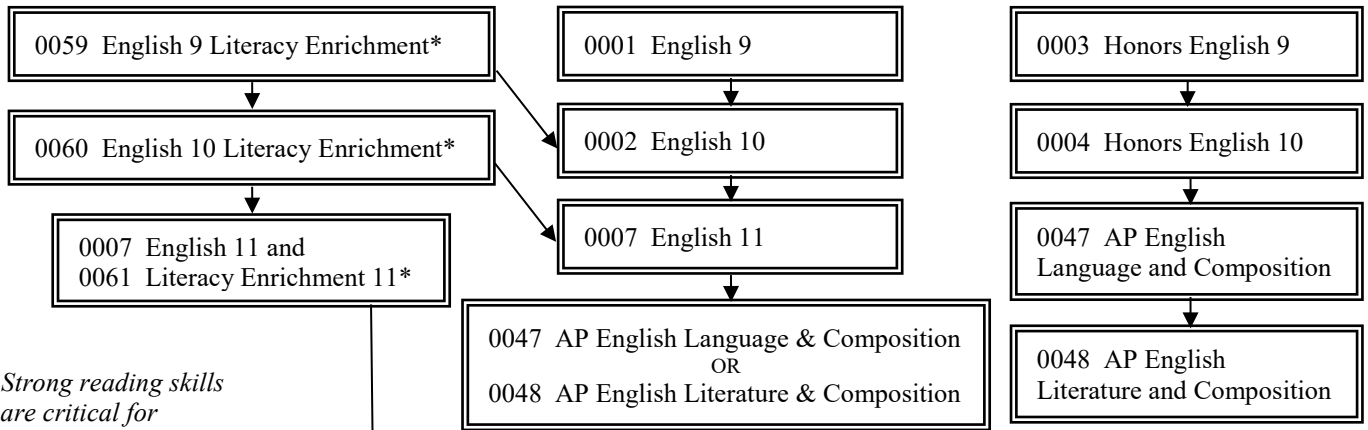 0059 English 9 Literacy Enrichment*
0060 English 10 Literacy Enrichment*
0007 English 11 and
0061 Literacy Enrichment 11*
Strong reading skills
are critical for
0001 English 9
0002 English 10
0007 English 11
0047 AP English Language & Composition
OR
0048 AP English Literature & Composition
0003 Honors English 9
0004 Honors English 10
0047 AP English
Language and Composition
0048 AP English
Literature and Composition